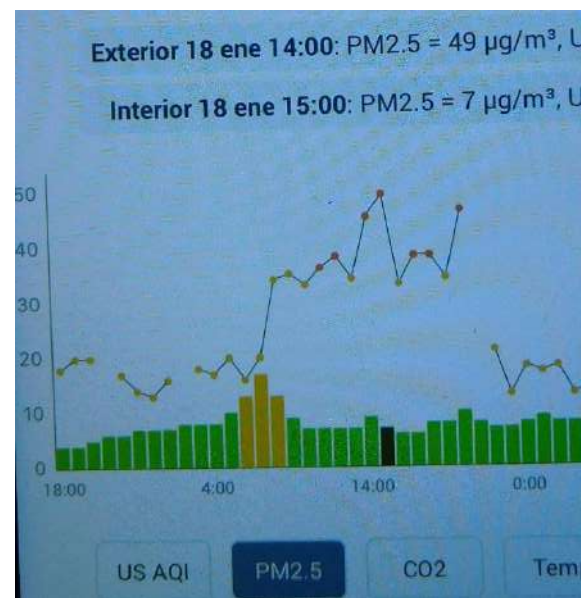 Exterior 18 ene 14:00: PM2.5 = 49 µg/m³, U
Interior 18 ene 15:00: PM2.5 = 7 µg/m³, U
50
40
30
20
10
0
18:00 4:00 14:00 0:00
US AQI PM2.5 CO2 Tem